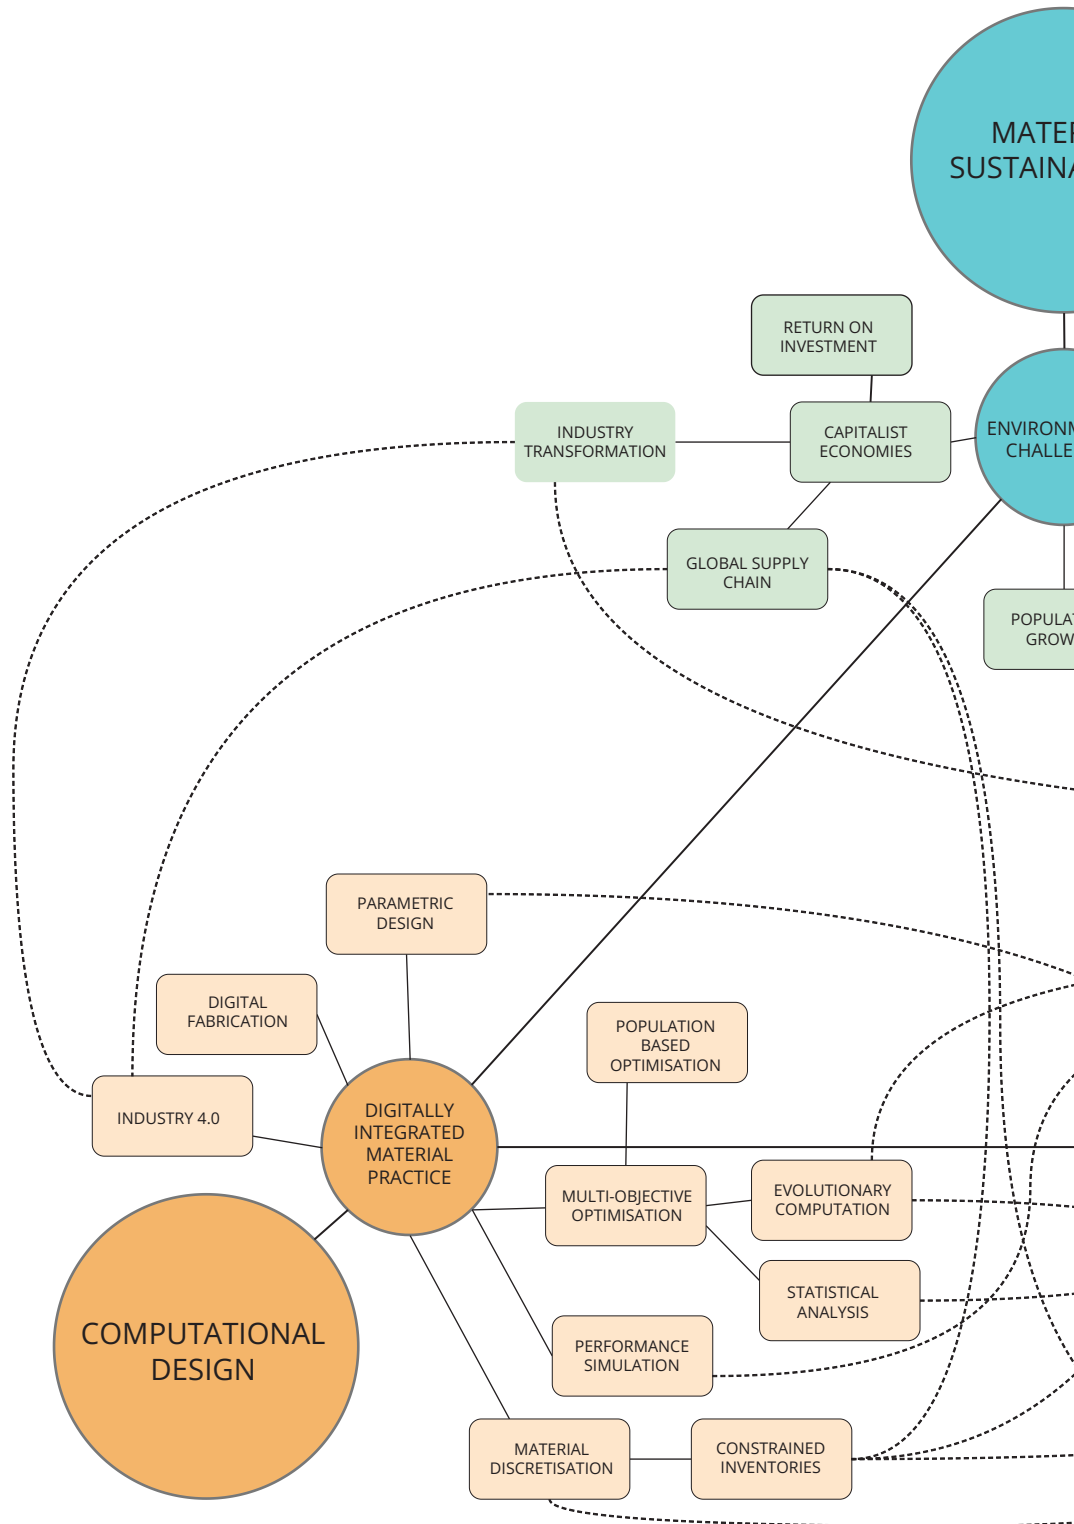 RETURN ON
INVESTMENT
INDUSTRY
TRANSFORMATION
CAPITALIST
ECONOMIES
GLOBAL SUPPLY
CHAIN
PARAMETRIC
DESIGN
DIGITAL
FABRICATION
INDUSTRY 4.0
DIGITALLY
INTEGRATED
MATERIAL
PRACTICE
POPULATION
BASED
OPTIMISATION
MULTI-OBJECTIVE
OPTIMISATION
EVOLUTIONARY
COMPUTATION
STATISTICAL
ANALYSIS
PERFORMANCE
SIMULATION
COMPUTATIONAL
DESIGN
MATERIAL
DISCRETISATION
CONSTRAINED
INVENTORIES